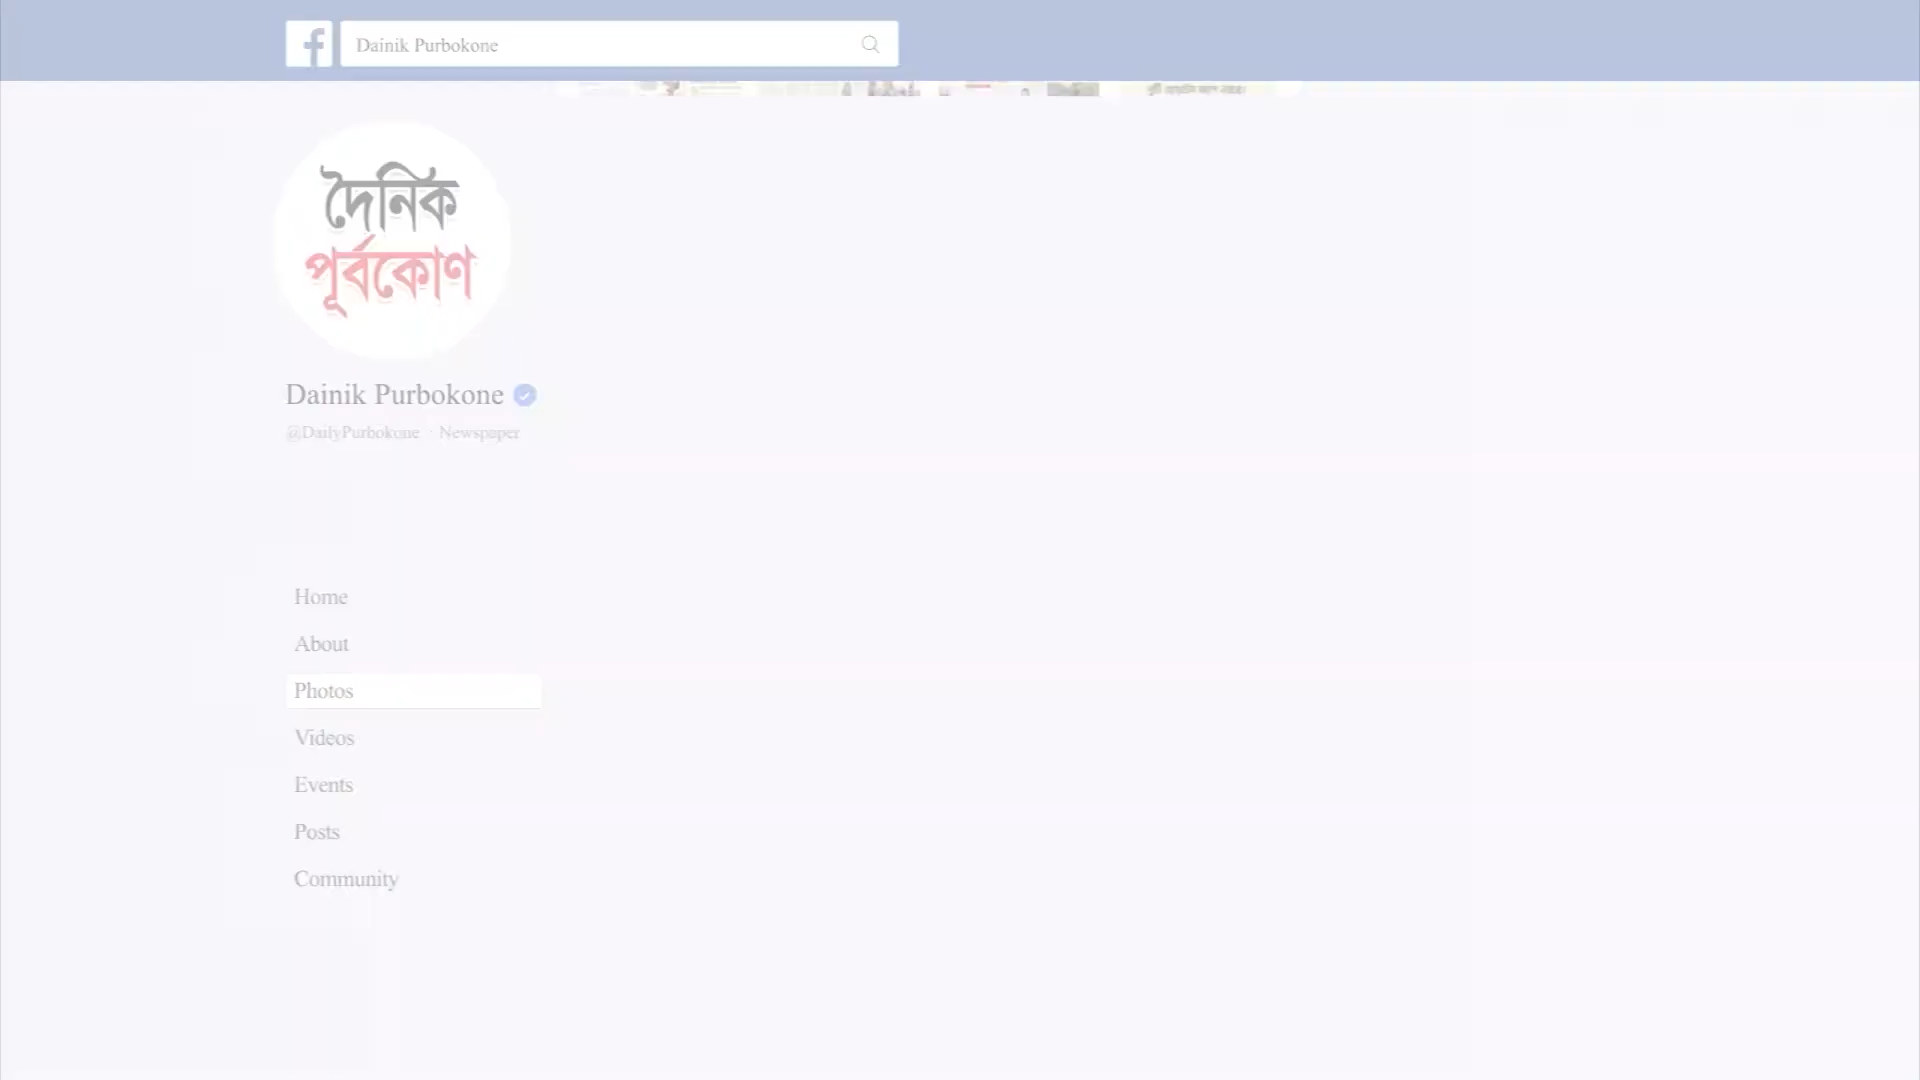 Dainik Purbokone
দৈনিক
পূর্বকোণ
Dainik Purbokone
@DailyPurbokone · Newspaper
Home
About
Photos
Videos
Events
Posts
Community